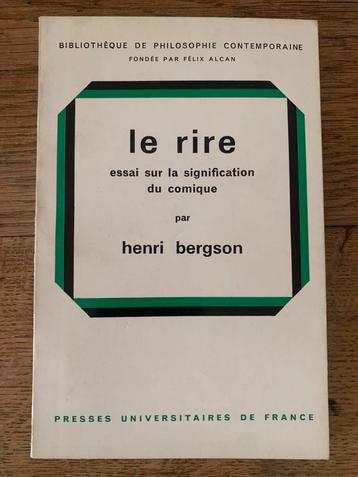 BIBLIOTHÈQUE DE PHILOSOPHIE CONTEMPORAINE
FONDÉE PAR FÉLIX ALCAN
le rire
essai sur la signification
du comique
par
henri bergson
PRESSES UNIVERSITAIRES DE FRANCE